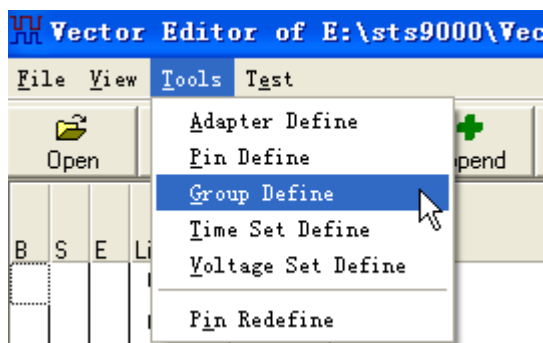 Vector Editor of E:\sts9000\Vec
File View Tools Test
Adapter Define
Open
Pin Define
pend
Group Define
Time Set Define
B S E Li
Voltage Set Define
Pin Redefine